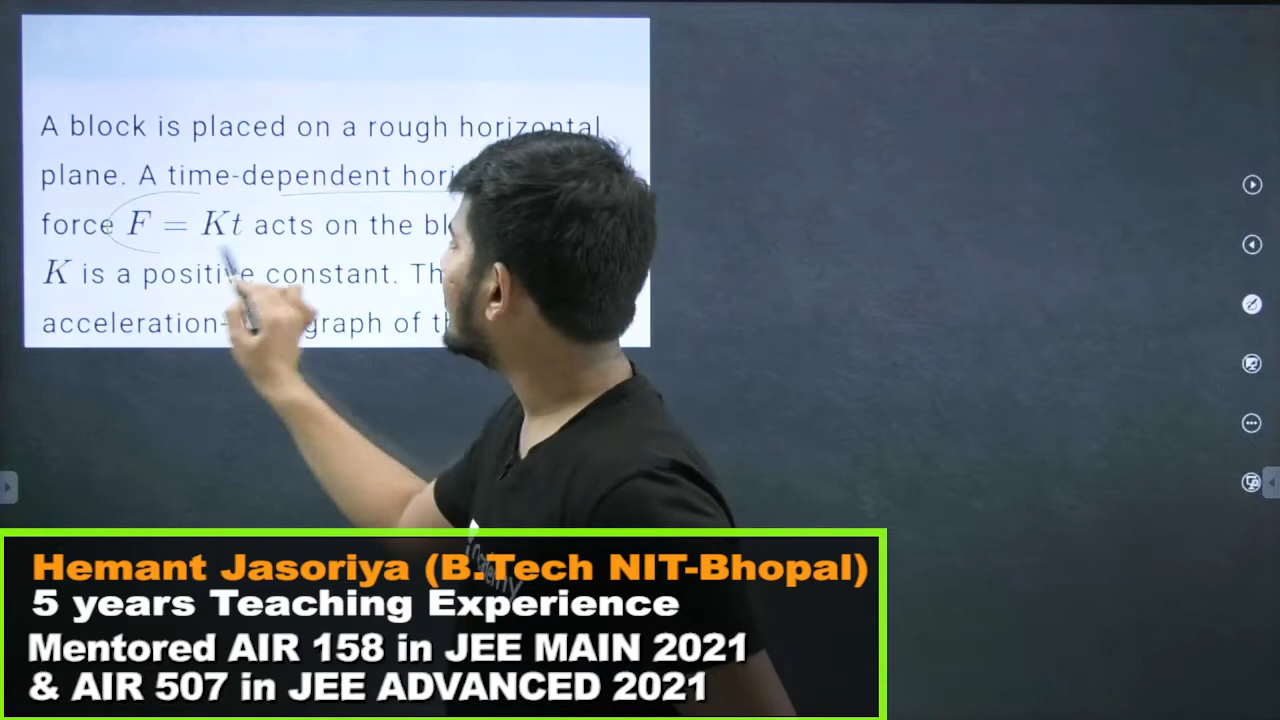 A block is placed on a rough horizontal
plane. A time-dependent hori
force F = Kt acts on the bl
K is a positive constant. Th
acceleration- graph of th
Hemant Jasoriya (B.Tech NIT-Bhopal)
5 years Teaching Experience
Mentored AIR 158 in JEE MAIN 2021
& AIR 507 in JEE ADVANCED 2021